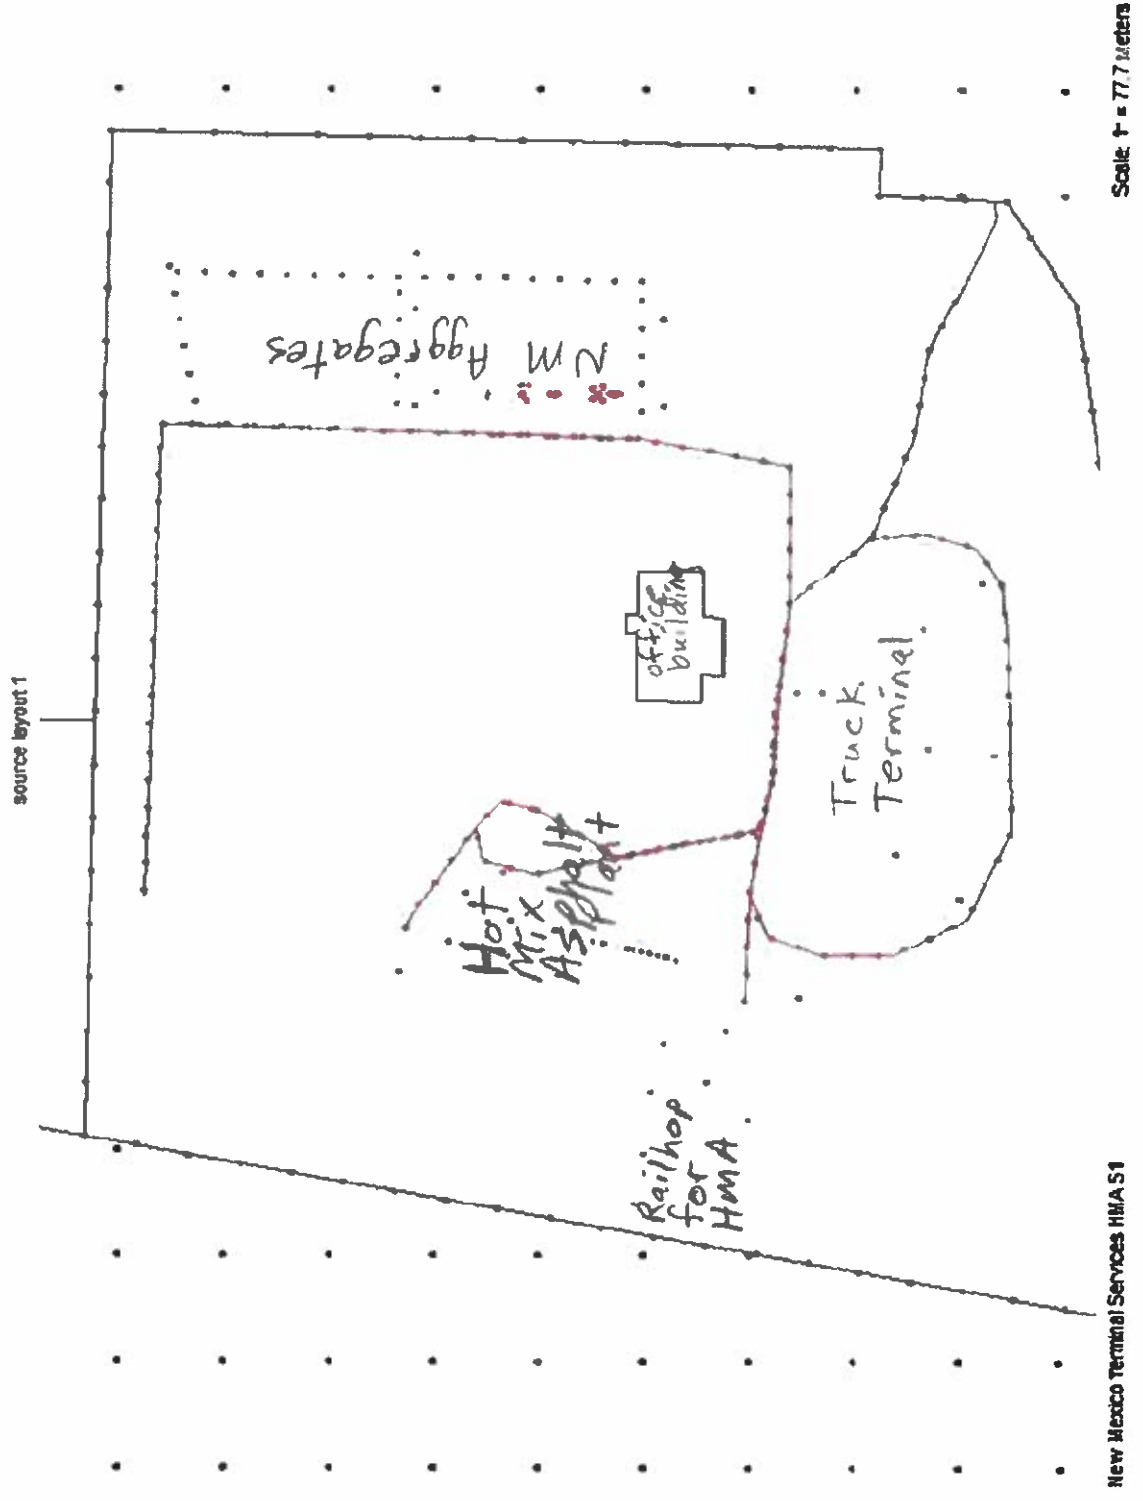 source layout 1
NM Aggregates
office
building
Hot
Mix
Asphalt
Truck
Terminal
Railhop
for
HMA
New Mexico Terminal Services HMA S1
Scale: 1" = 77.7 Meters